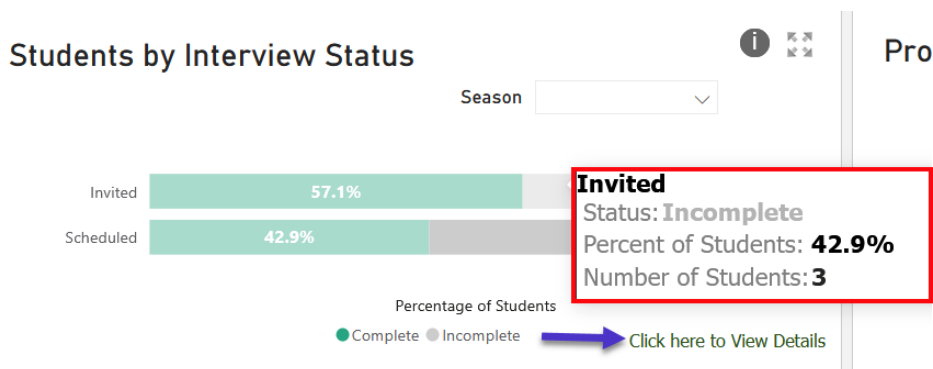 Students by Interview Status
i
Pro
Season
Invited
57.1%
Scheduled
42.9%
Invited
Status: Incomplete
Percent of Students: 42.9%
Number of Students: 3
Percentage of Students
Complete Incomplete
Click here to View Details